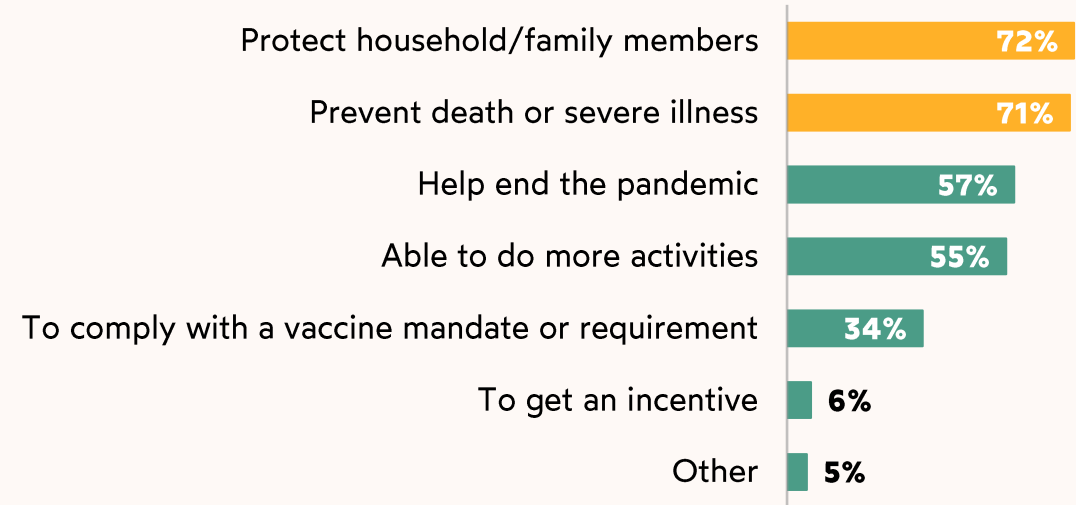 Protect household/family members 72%
Prevent death or severe illness 71%
Help end the pandemic 57%
Able to do more activities 55%
To comply with a vaccine mandate or requirement 34%
To get an incentive 6%
Other 5%